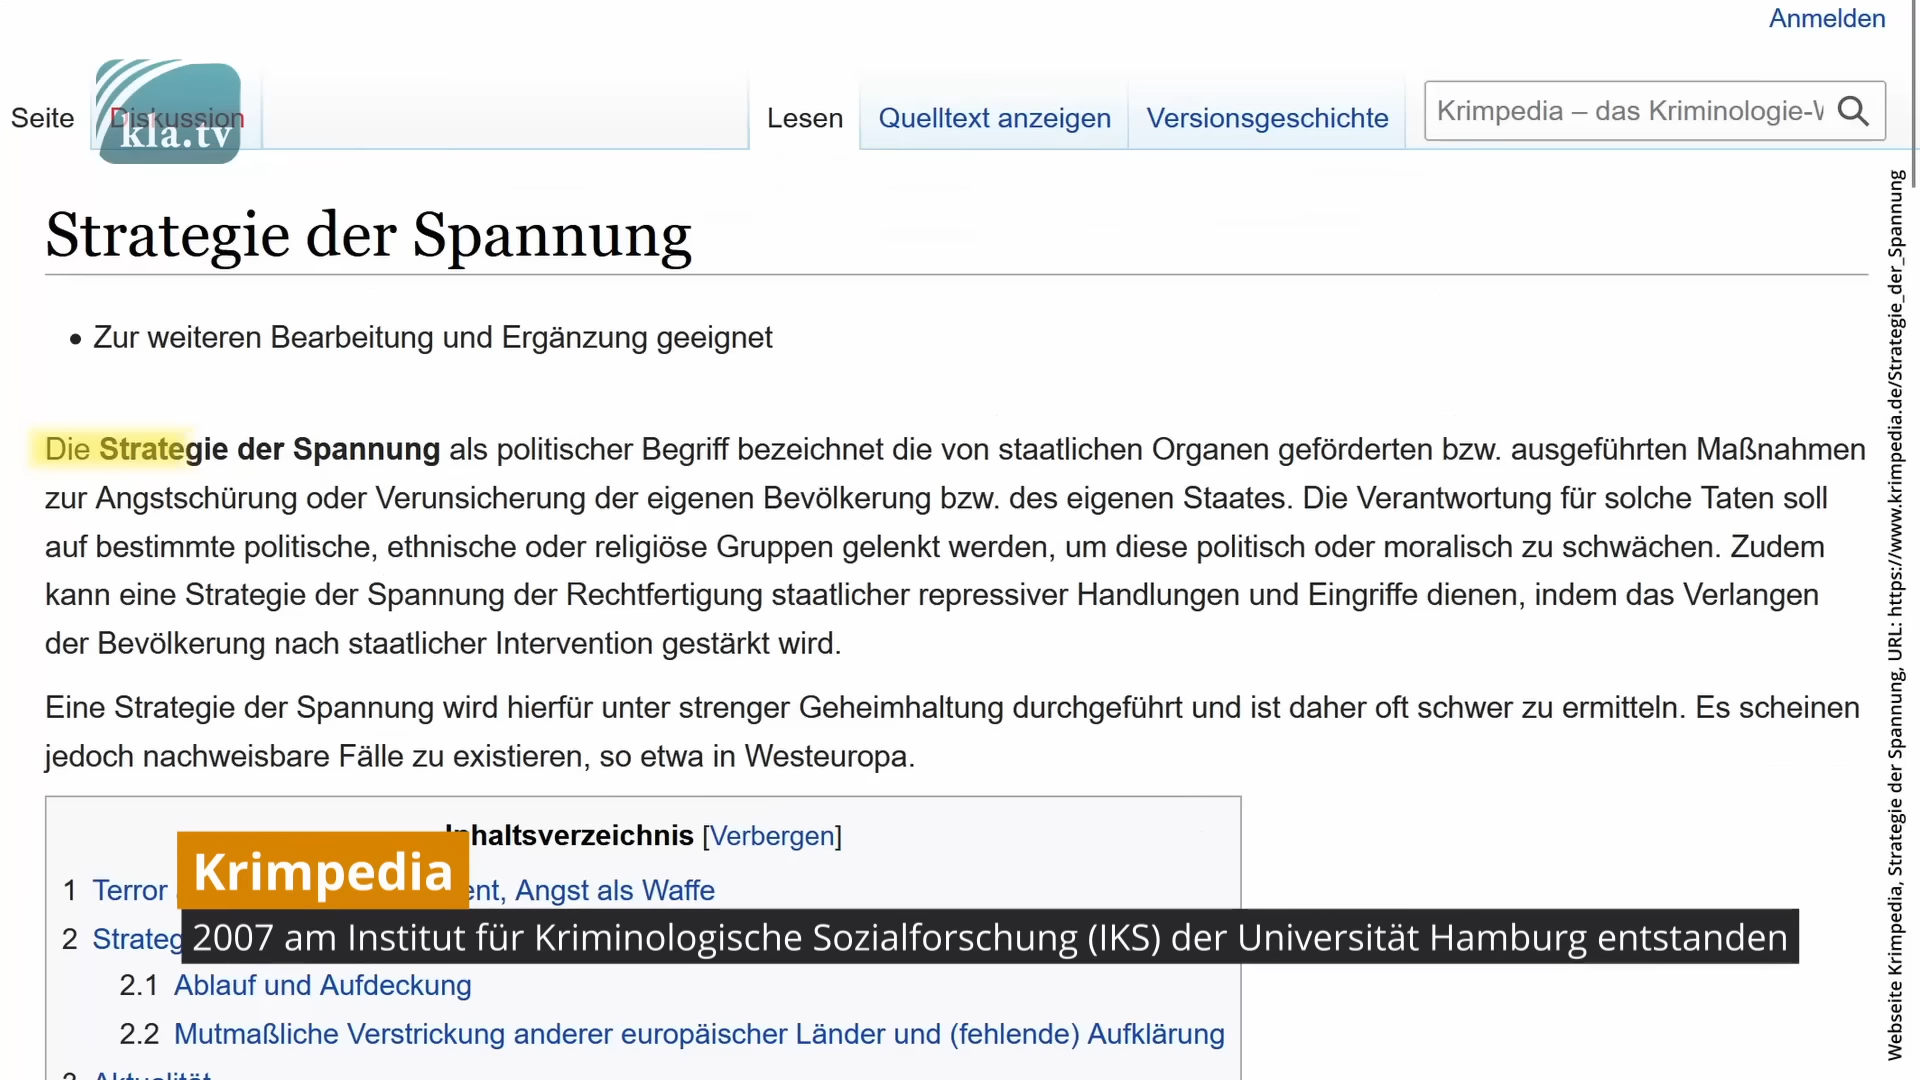 Anmelden
Seite
Diskussion
kla.tv
Lesen
Quelltext anzeigen
Versionsgeschichte
Krimpedia – das Kriminologie-W
Strategie der Spannung
• Zur weiteren Bearbeitung und Ergänzung geeignet
Die Strategie der Spannung als politischer Begriff bezeichnet die von staatlichen Organen geförderten bzw. ausgeführten Maßnahmen
zur Angstschürung oder Verunsicherung der eigenen Bevölkerung bzw. des eigenen Staates. Die Verantwortung für solche Taten soll
auf bestimmte politische, ethnische oder religiöse Gruppen gelenkt werden, um diese politisch oder moralisch zu schwächen. Zudem
kann eine Strategie der Spannung der Rechtfertigung staatlicher repressiver Handlungen und Eingriffe dienen, indem das Verlangen
der Bevölkerung nach staatlicher Intervention gestärkt wird.
Eine Strategie der Spannung wird hierfür unter strenger Geheimhaltung durchgeführt und ist daher oft schwer zu ermitteln. Es scheinen
jedoch nachweisbare Fälle zu existieren, so etwa in Westeuropa.
Inhaltsverzeichnis [Verbergen]
1 Terror ent, Angst als Waffe
Krimpedia
2 Strateg
2007 am Institut für Kriminologische Sozialforschung (IKS) der Universität Hamburg entstanden
2.1 Ablauf und Aufdeckung
2.2 Mutmaßliche Verstrickung anderer europäischer Länder und (fehlende) Aufklärung
3 Aktualität
Webseite Krimpedia, Strategie der Spannung, URL: https://www.krimpedia.de/Strategie_der_Spannung